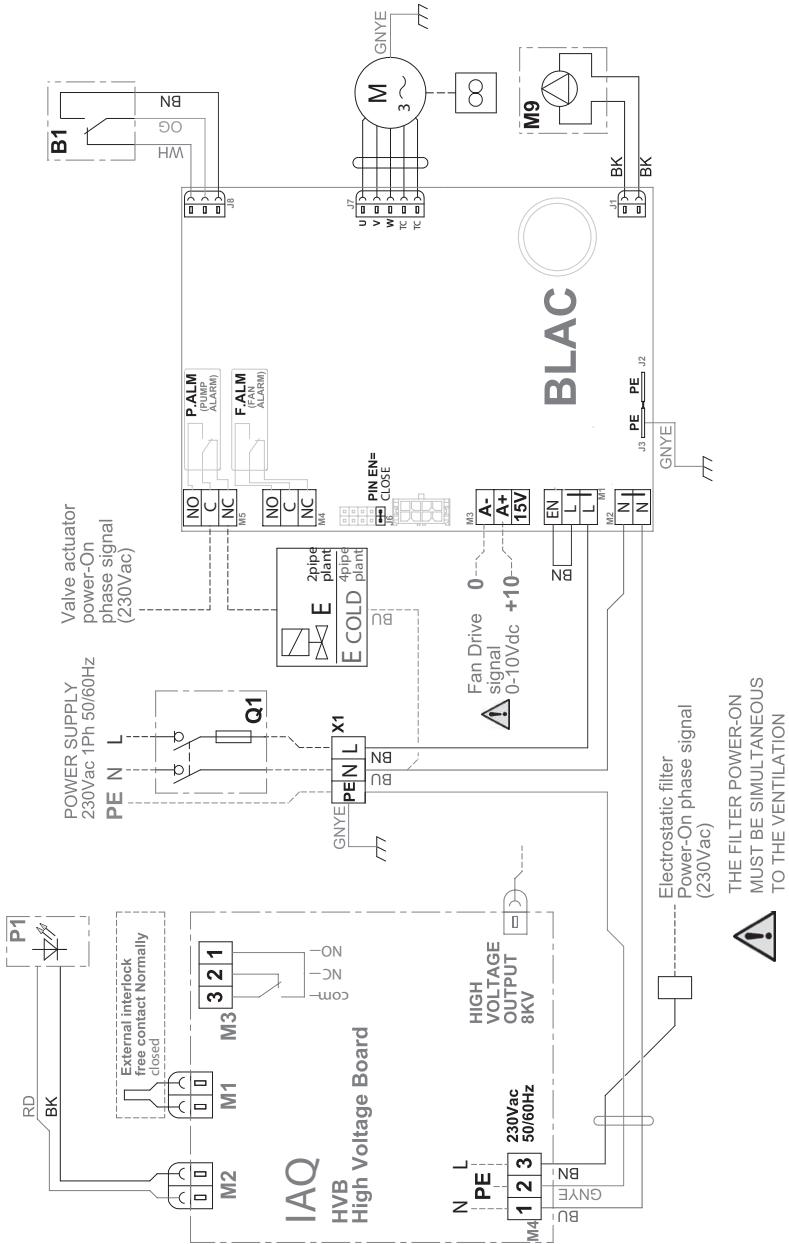 P1
RD
BK
External interlock
free contact Normally
closed
M2
M1
M3
3 2 1
com
NC
NO
IAQ
HVB
High Voltage Board
HIGH
VOLTAGE
OUTPUT
8KV
230Vac
50/60Hz
N
PE
L
1 2 3
M4
BU
GNYE
BN
POWER SUPPLY
230Vac 1Ph 50/60Hz
PE N L
Q1
X1
PE N L
GNYE
BU
BN
Electrostatic filter
Power-On phase signal
(230Vac)
THE FILTER POWER-ON
MUST BE SIMULTANEOUS
TO THE VENTILATION
Valve actuator
power-On
phase signal
(230Vac)
E
2pipe
plant
E COLD
4pipe
plant
BU
Fan Drive
signal
0-10Vdc
0
+10
BN
NO
C
NC
M5
P.ALM
(PUMP
ALARM)
NO
C
NC
M4
F.ALM
(FAN
ALARM)
PIN EN=
CLOSE
J6
M3
A-
A+
15V
EN
L
L
M1
M2
N
N
BLAC
PE
PE
J3
J2
GNYE
B1
WH
OG
BN
J8
J7
U
V
W
TC
TC
M
3
GNYE
M9
BK
BK
J1